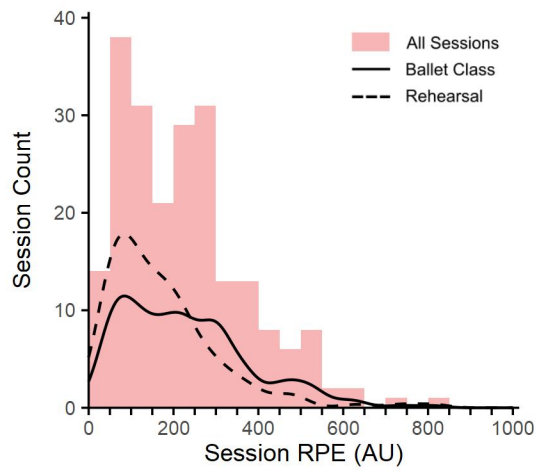 40
30
20
10
0
Session Count
All Sessions
Ballet Class
Rehearsal
0 200 400 600 800 1000
Session RPE (AU)